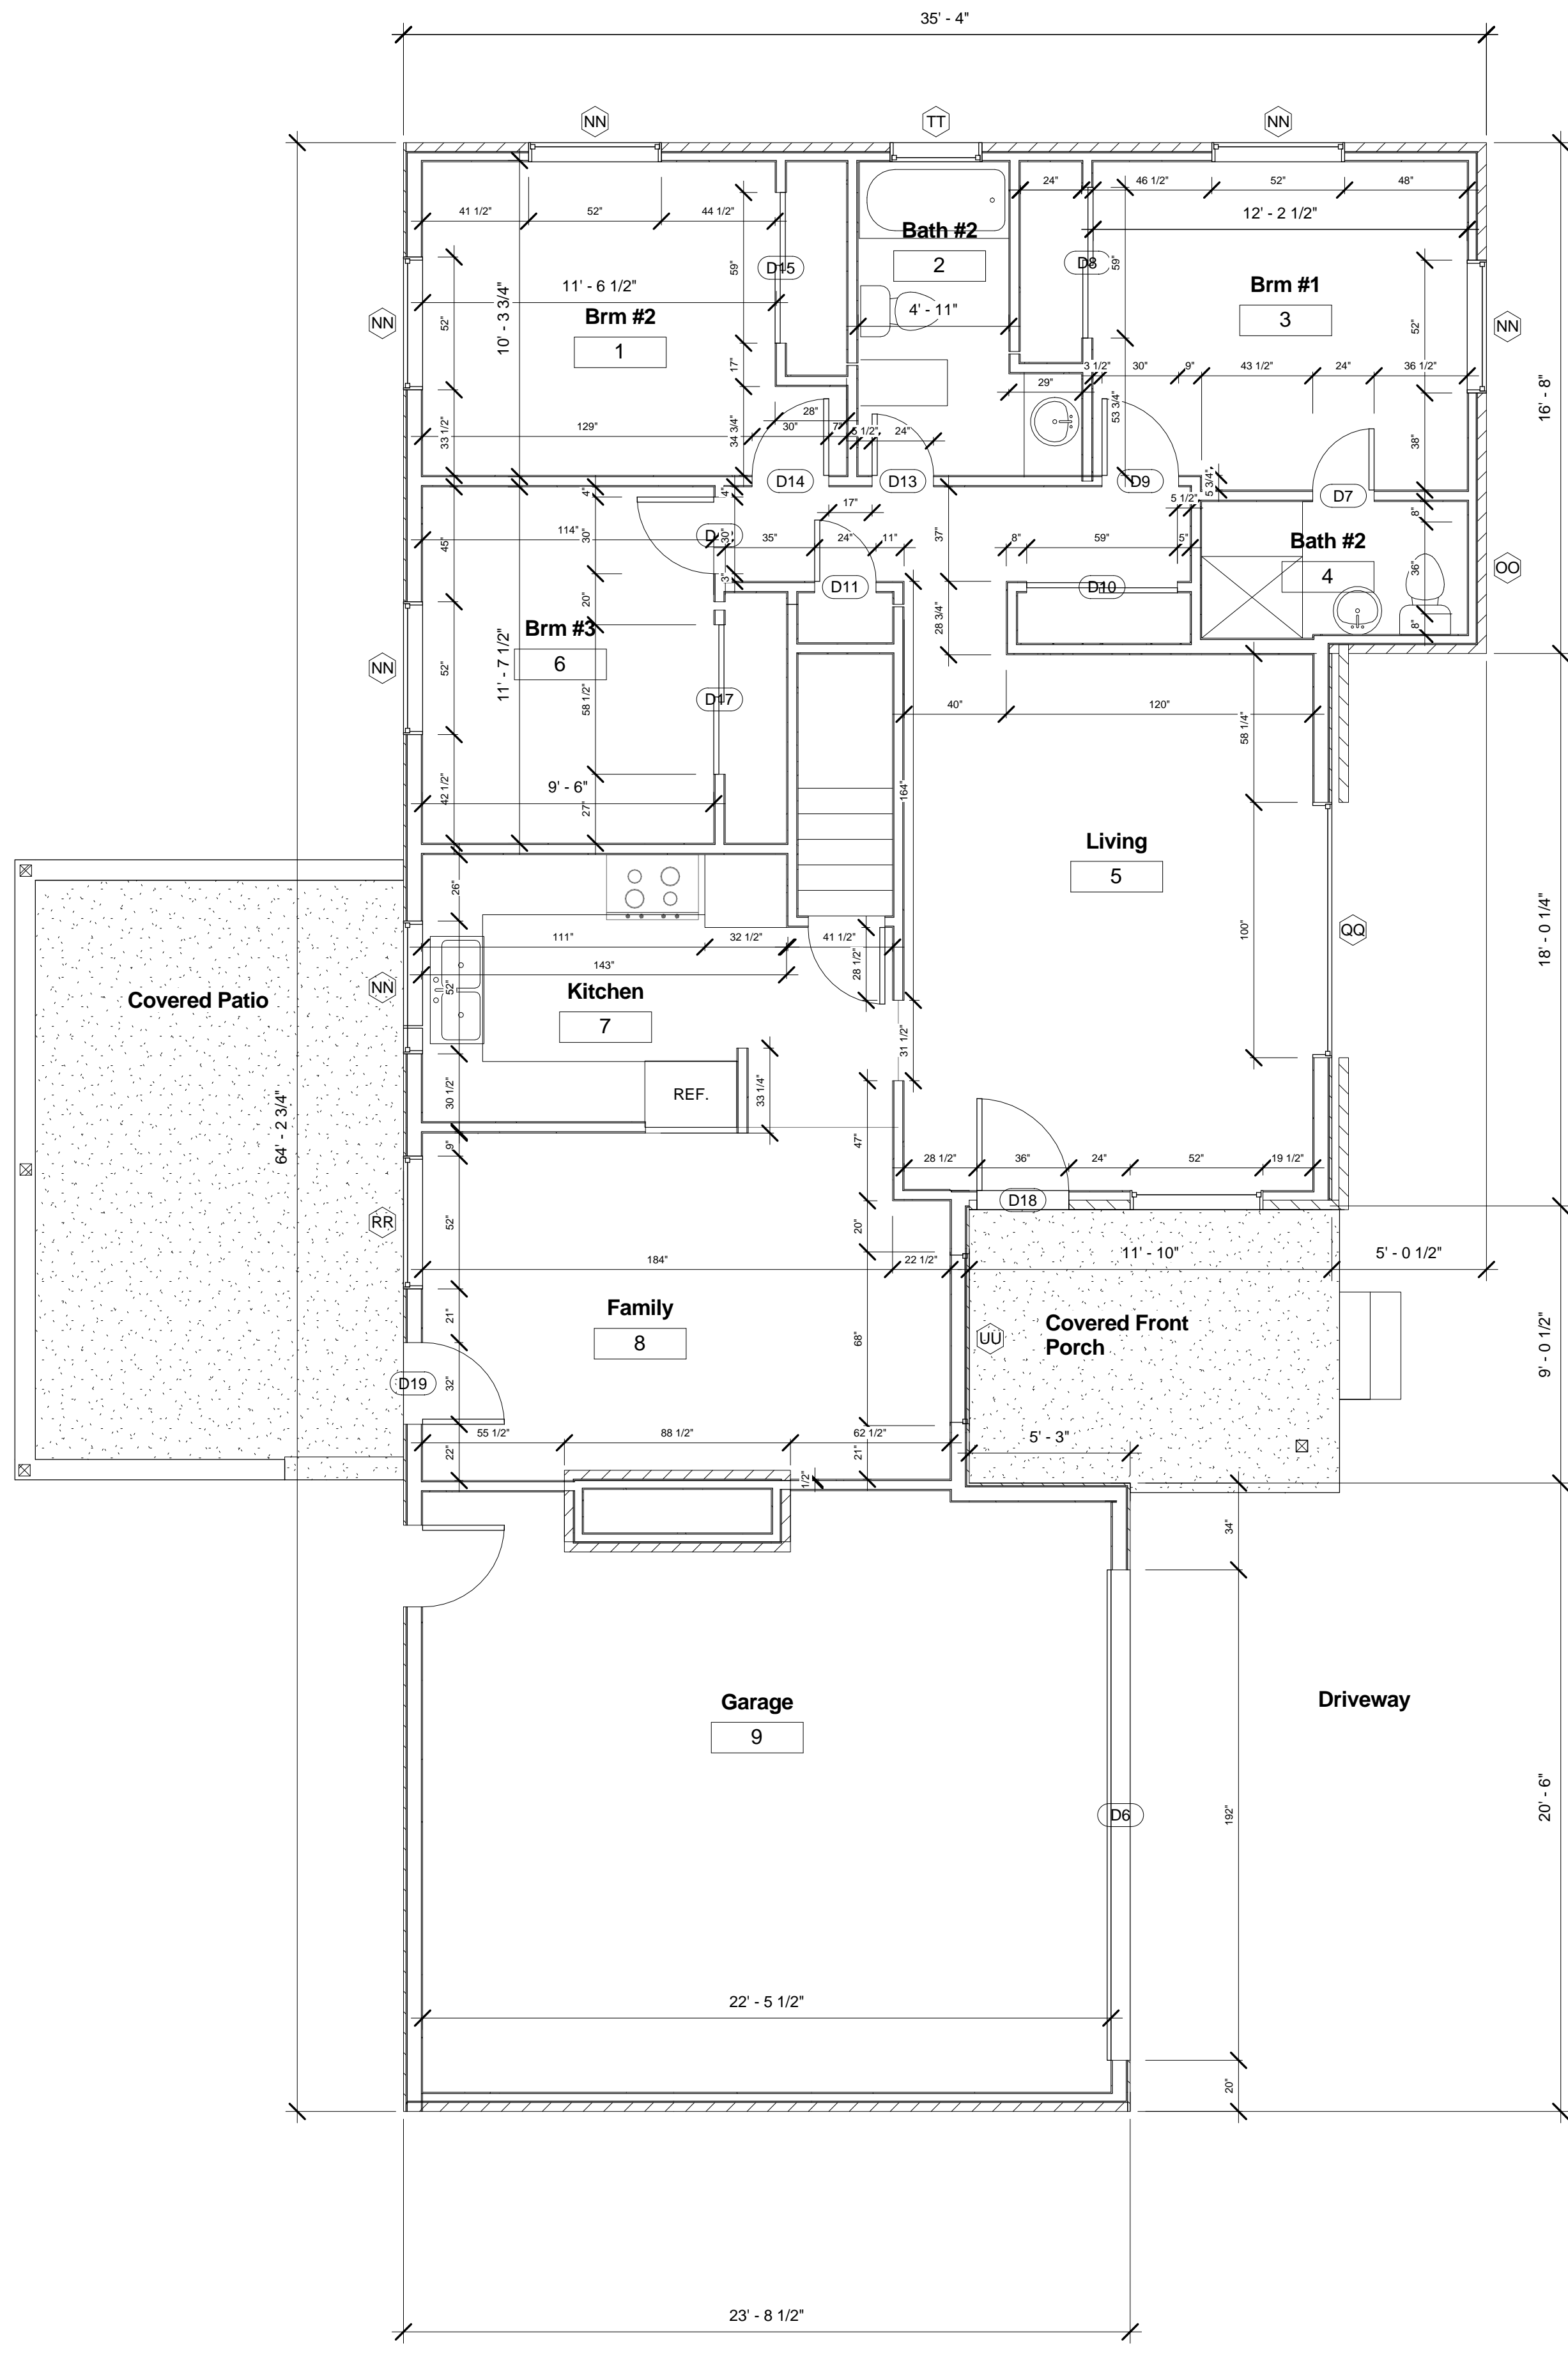 35' - 4"
NN
TT
NN
41 1/2"
52"
44 1/2"
24"
46 1/2"
52"
48"
12' - 2 1/2"
59"
D15
Bath #2
2
D8
59"
11' - 6 1/2"
10' - 3 3/4"
Brm #2
1
4' - 11"
Brm #1
3
NN
52"
52"
NN
16' - 8"
17"
3 1/2"
30"
9"
43 1/2"
24"
36 1/2"
29"
53 3/4"
28"
33 1/2"
129"
34 3/4"
30"
7"
5 1/2"
24"
38"
D14
D13
D9
5 3/4"
D7
4"
4"
17"
5 1/2"
8"
45"
114"
30"
30"
35"
24"
11"
37"
8"
59"
5"
Bath #2
4
36"
OO
3"
D11
D10
20"
28 3/4"
8"
Brm #3
6
11' - 7 1/2"
NN
52"
58 1/2"
D17
40"
120"
58 1/4"
42 1/2"
9' - 6"
27"
164"
Living
5
26"
18' - 0 1/4"
111"
32 1/2"
41 1/2"
28 1/2"
100"
QQ
143"
NN
52"
Covered Patio
Kitchen
7
31 1/2"
30 1/2"
REF.
33 1/4"
64' - 2 3/4"
9"
47"
28 1/2"
36"
24"
52"
19 1/2"
D18
RR
52"
20"
184"
22 1/2"
11' - 10"
5' - 0 1/2"
Family
8
21"
68"
UU
Covered Front
Porch
9' - 0 1/2"
D19
32"
55 1/2"
88 1/2"
62 1/2"
5' - 3"
22"
21"
1/2"
34"
Garage
9
Driveway
D6
192"
20' - 6"
22' - 5 1/2"
20"
23' - 8 1/2"